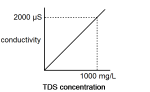 2000 µS
conductivity
1000 mg/L
TDS concentration